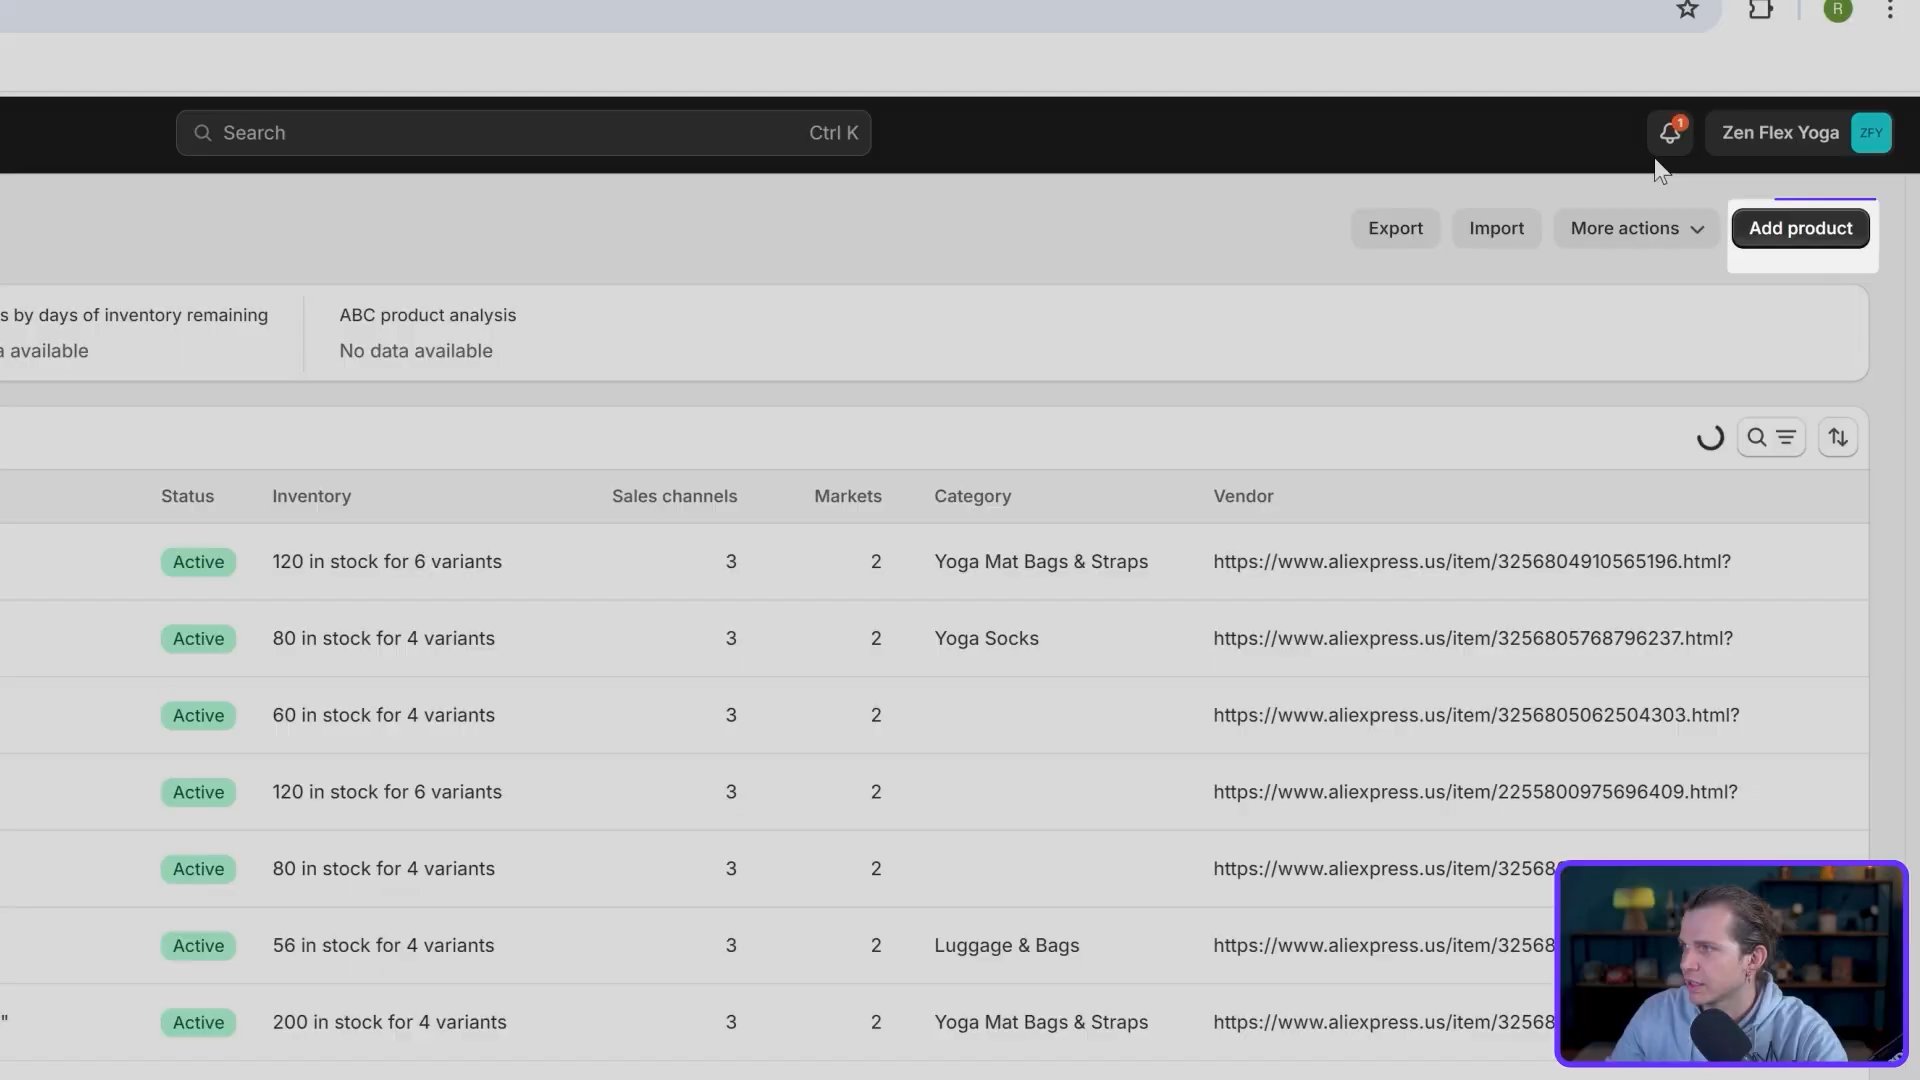 R
Search Ctrl K
1
Zen Flex Yoga ZFY
Export Import More actions Add product
s by days of inventory remaining ABC product analysis
available No data available
Status Inventory Sales channels Markets Category Vendor
Active 120 in stock for 6 variants 3 2 Yoga Mat Bags & Straps https://www.aliexpress.us/item/3256804910565196.html?
Active 80 in stock for 4 variants 3 2 Yoga Socks https://www.aliexpress.us/item/3256805768796237.html?
Active 60 in stock for 4 variants 3 2 https://www.aliexpress.us/item/3256805062504303.html?
Active 120 in stock for 6 variants 3 2 https://www.aliexpress.us/item/2255800975696409.html?
Active 80 in stock for 4 variants 3 2 https://www.aliexpress.us/item/32568
Active 56 in stock for 4 variants 3 2 Luggage & Bags https://www.aliexpress.us/item/32568
" Active 200 in stock for 4 variants 3 2 Yoga Mat Bags & Straps https://www.aliexpress.us/item/32568